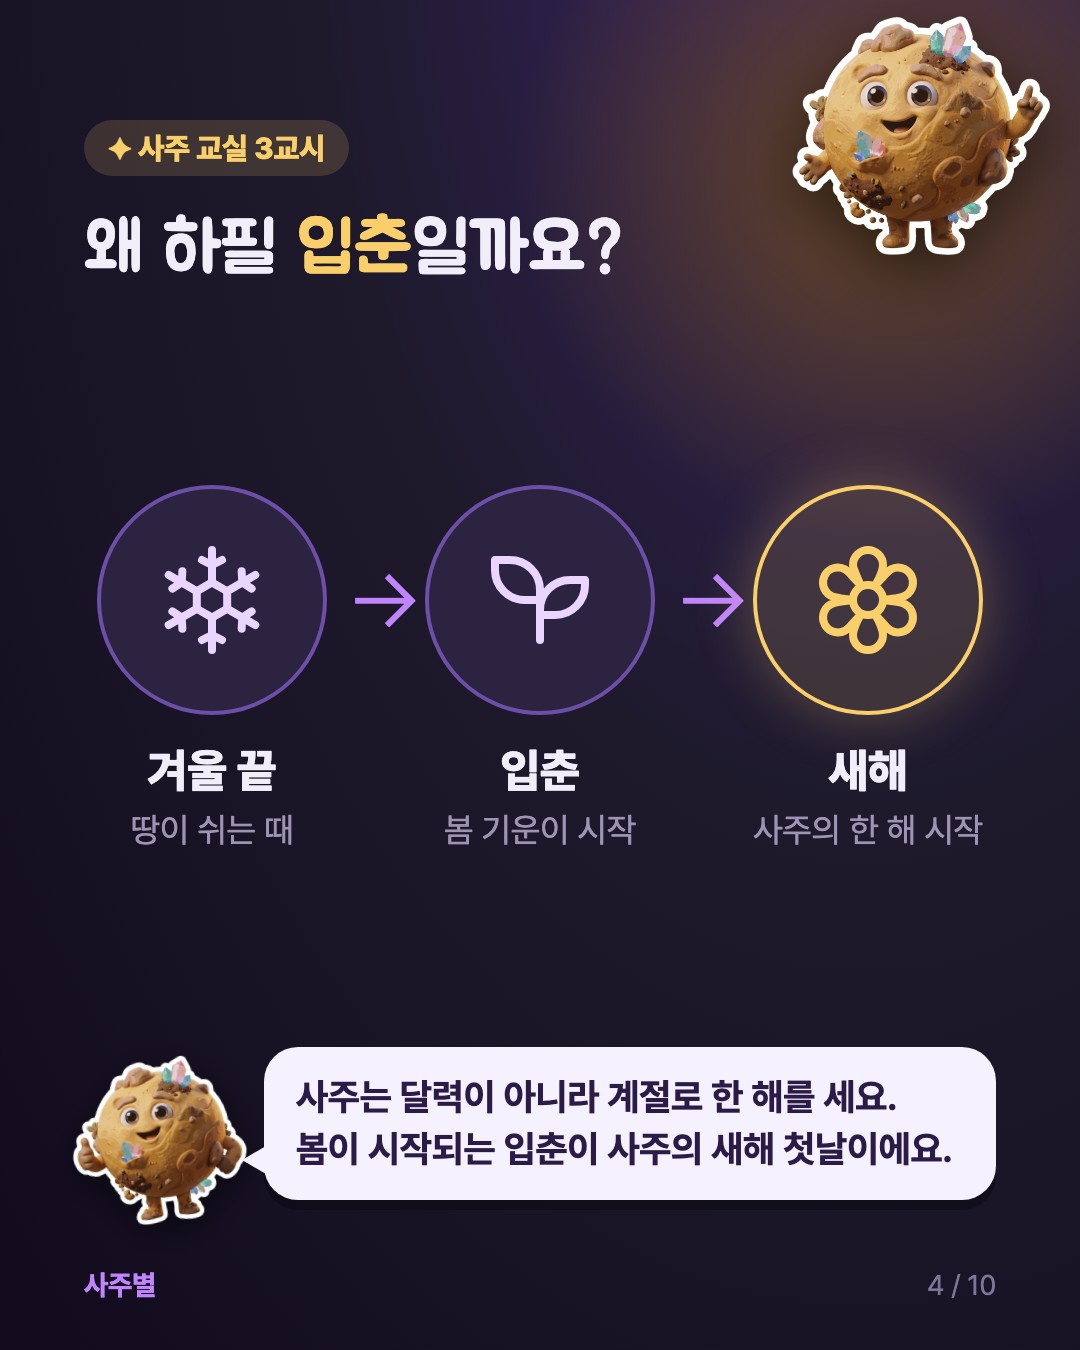 사주 교실 3교시
왜 하필 입춘일까요?
겨울 끝
땅이 쉬는 때
입춘
봄 기운이 시작
새해
사주의 한 해 시작
사주는 달력이 아니라 계절로 한 해를 세요.
봄이 시작되는 입춘이 사주의 새해 첫날이에요.
사주별
4 / 10